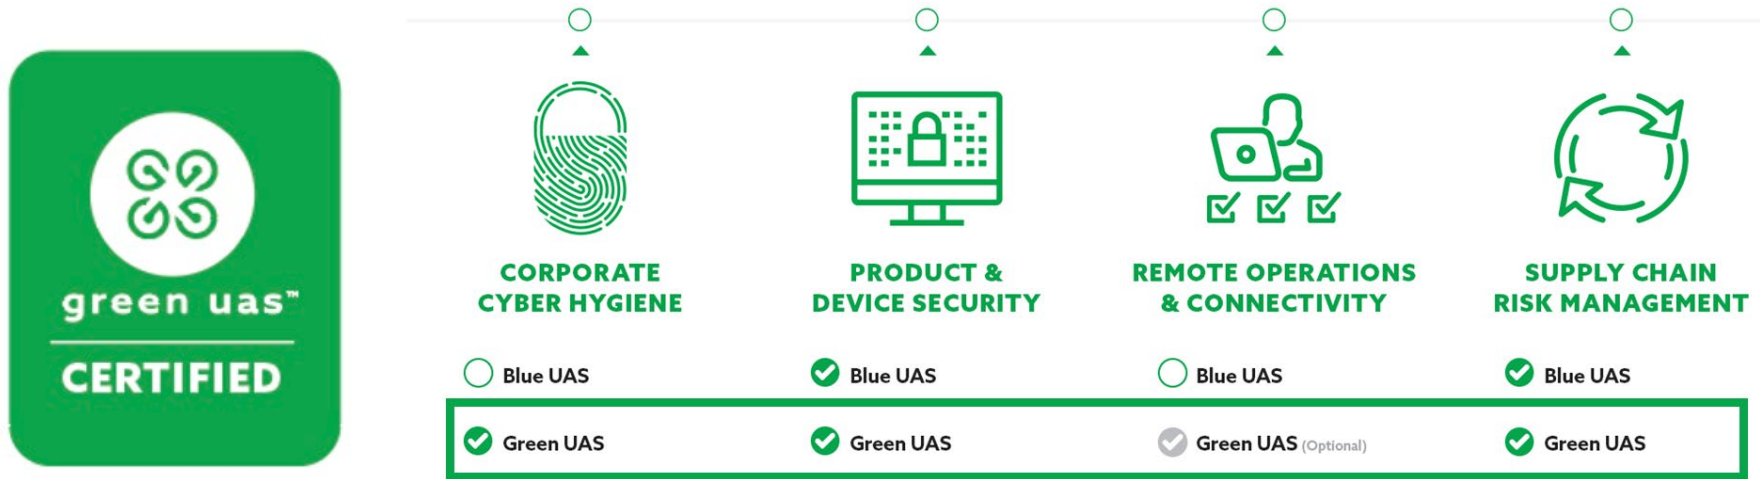 green uas™
CERTIFIED
CORPORATE
CYBER HYGIENE
PRODUCT &
DEVICE SECURITY
REMOTE OPERATIONS
& CONNECTIVITY
SUPPLY CHAIN
RISK MANAGEMENT
Blue UAS
Blue UAS
Blue UAS
Blue UAS
Green UAS
Green UAS
Green UAS (Optional)
Green UAS